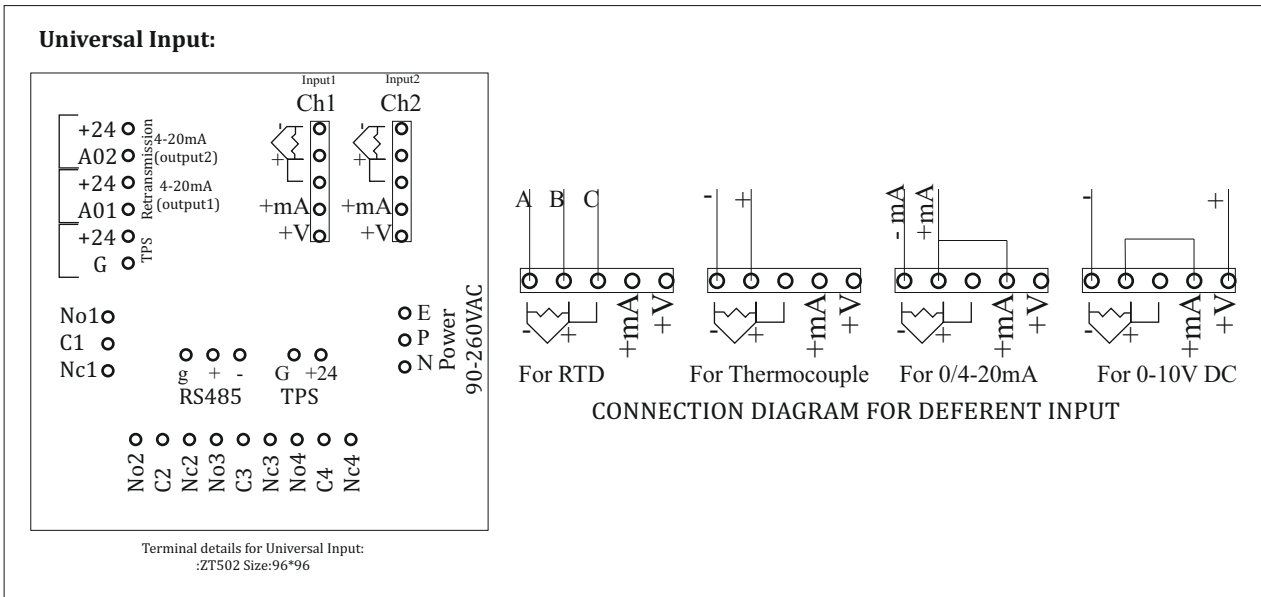 Universal Input:
Input1
Input2
Ch1
Ch2
+24
A02
+24
A01
+24
G
Retransmission
4-20mA
(output2)
4-20mA
(output1)
TPS
-
+
+mA
+V
-
+
+mA
+V
No1
C1
Nc1
g + -
RS485
G +24
TPS
E
P
N
Power
90-260VAC
No2
C2
Nc2
No3
C3
Nc3
No4
C4
Nc4
Terminal details for Universal Input:
:ZT502 Size:96*96
A B C
-
+
+mA
+V
For RTD
- +
-
+
+mA
+V
For Thermocouple
- mA
+mA
-
+
+mA
+V
For 0/4-20mA
- +
-
+
+mA
+V
For 0-10V DC
CONNECTION DIAGRAM FOR DEFERENT INPUT